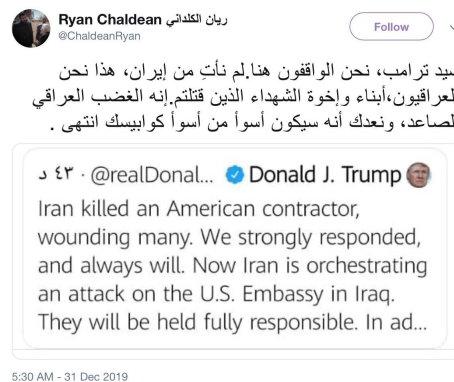 Ryan Chaldean ريان الكلداني
@ChaldeanRyan
Follow
سيد ترامب، نحن الواقفون هنا.لم نأتِ من إيران، هذا نحن
العراقيون،أبناء وإخوة الشهداء الذين قتلتم.إنه الغضب العراقي
الصاعد، ونعدك أنه سيكون أسوأ من أسوأ كوابيسك انتهى .
Donald J. Trump @realDonal... · ٤٣ د
Iran killed an American contractor,
wounding many. We strongly responded,
and always will. Now Iran is orchestrating
an attack on the U.S. Embassy in Iraq.
They will be held fully responsible. In ad...
5:30 AM - 31 Dec 2019